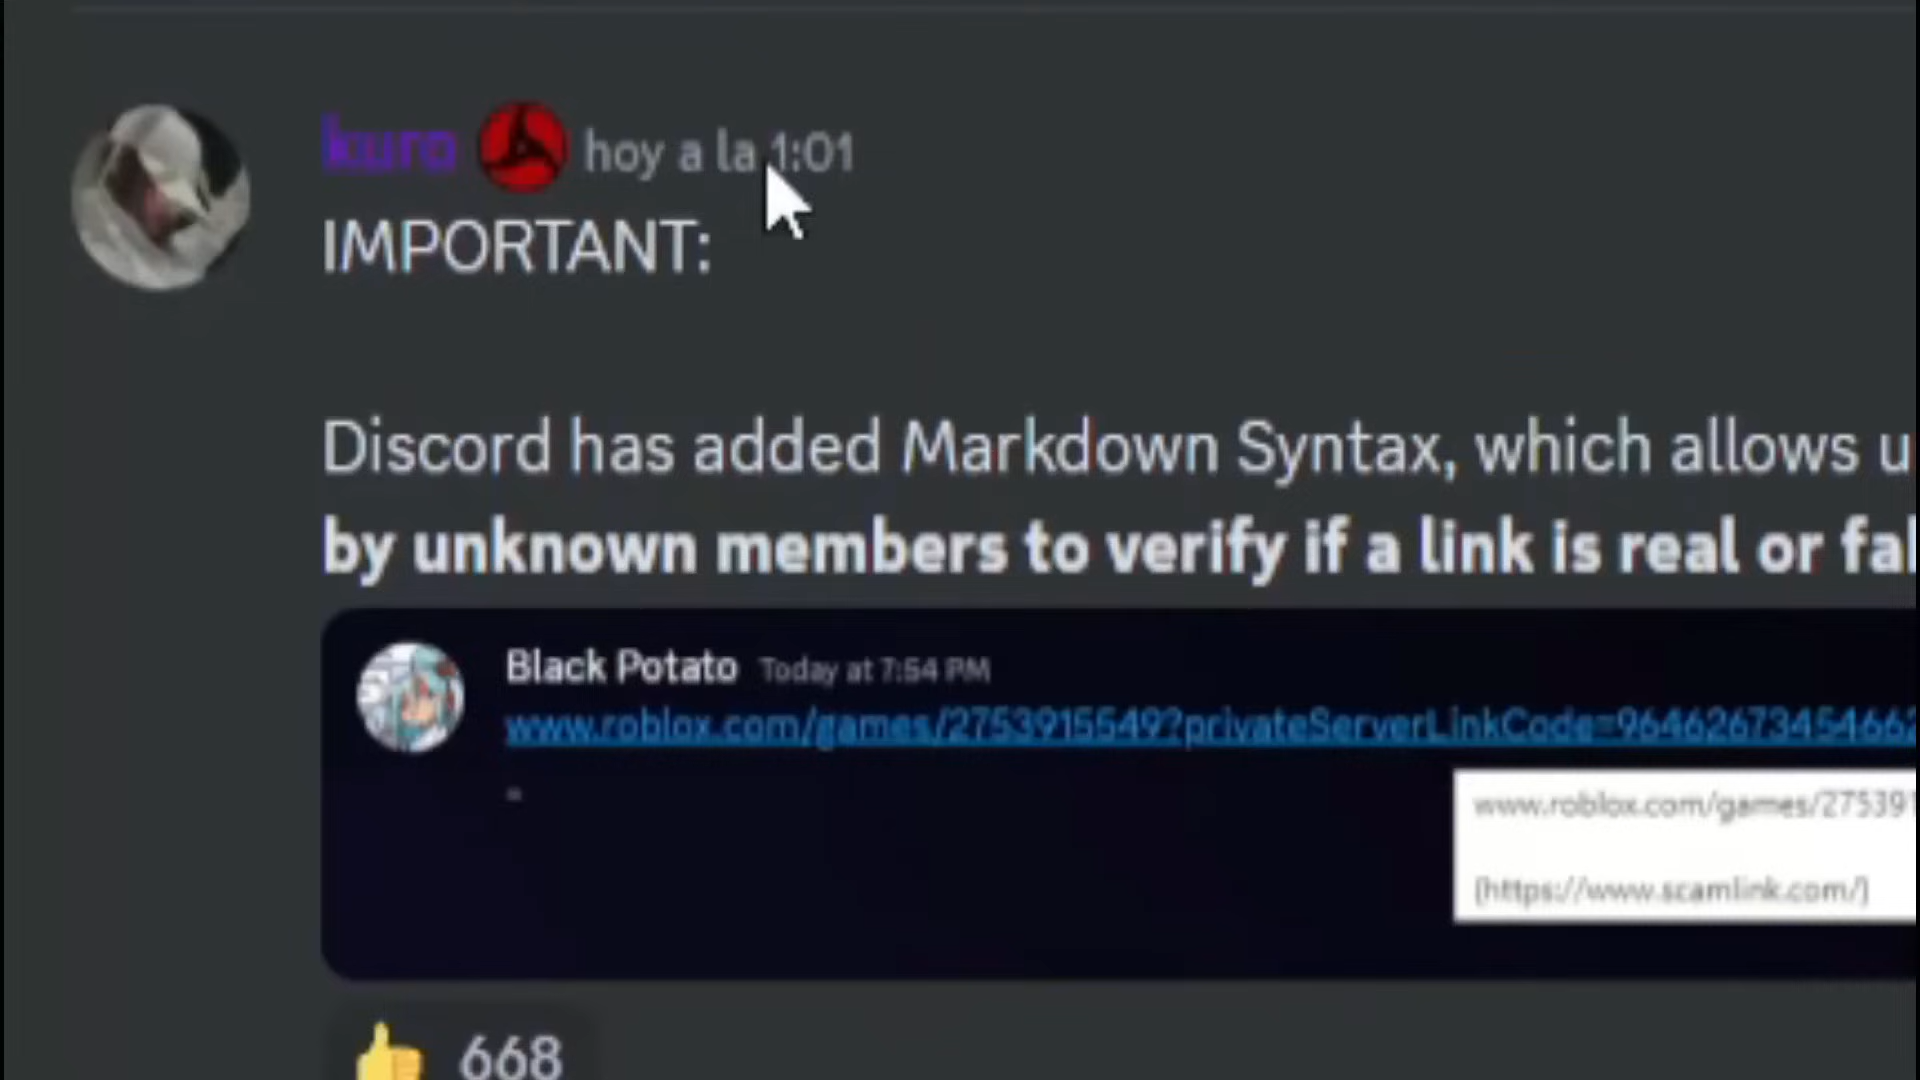 kuro hoy a la 1:01
IMPORTANT:
Discord has added Markdown Syntax, which allows u
by unknown members to verify if a link is real or fal
Black Potato Today at 7:54 PM
www.roblox.com/games/2753915549?privateServerLinkCode=9646267345466
www.roblox.com/games/27539
(https://www.scamlink.com/)
668